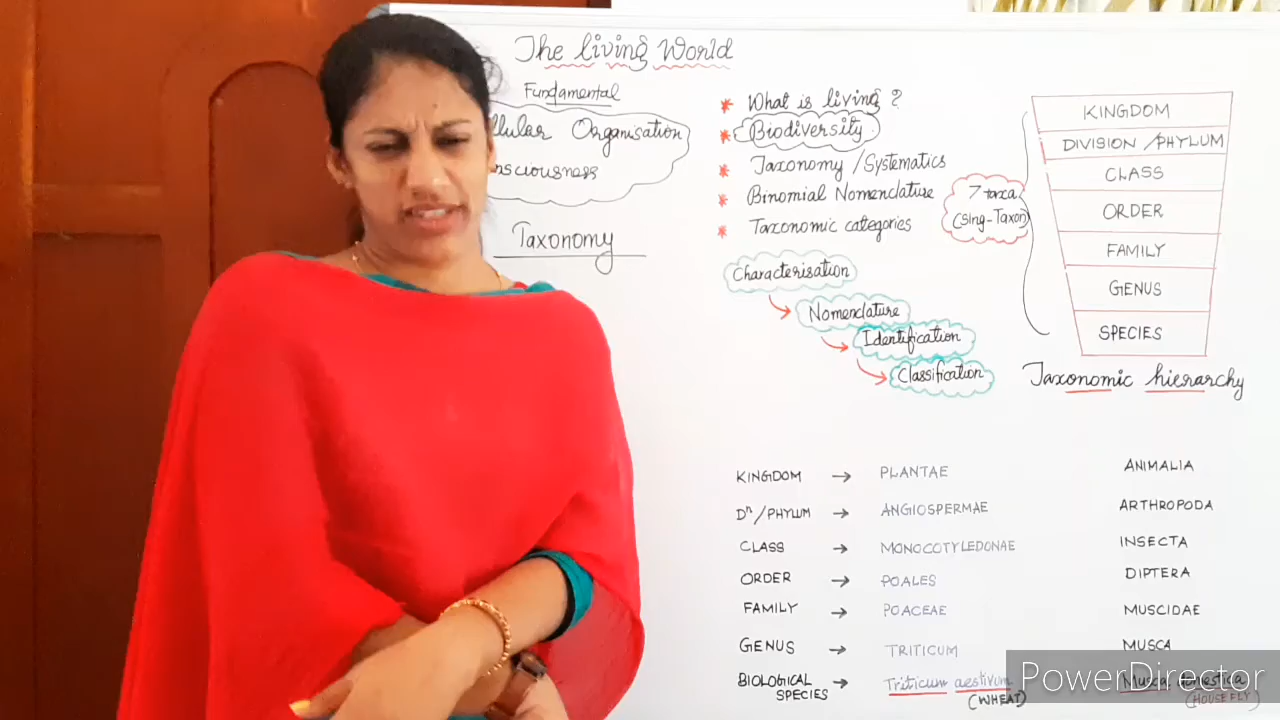 The living World
Fundamental
Organisation
Taxonomy
* What is living ?
* Biodiversity
* Taxonomy / Systematics
* Binomial Nomenclature
* Taxonomic categories
Characterisation
Nomenclature
Identification
Classification
7 taxa
(Sing-Taxon)
KINGDOM
DIVISION / PHYLUM
CLASS
ORDER
FAMILY
GENUS
SPECIES
Taxonomic hierarchy
KINGDOM → PLANTAE ANIMALIA
Dn / PHYLUM → ANGIOSPERMAE ARTHROPODA
CLASS → MONOCOTYLEDONAE INSECTA
ORDER → POALES DIPTERA
FAMILY → POACEAE MUSCIDAE
GENUS → TRITICUM MUSCA
BIOLOGICAL SPECIES → Triticum aestivum
(WHEAT) (HOUSEFLY)
PowerDirector